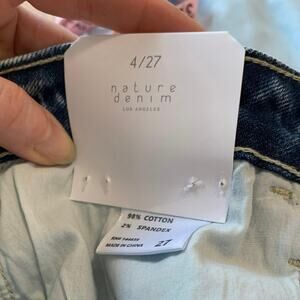 4/27
nature
denim
LOS ANGELES
98% COTTON
2% SPANDEX
MADE IN CHINA
27